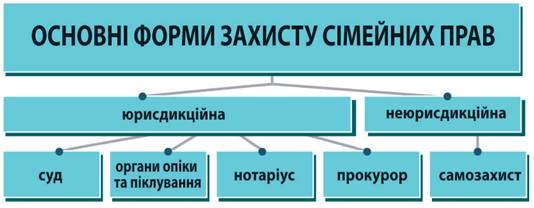 ОСНОВНІ ФОРМИ ЗАХИСТУ СІМЕЙНИХ ПРАВ
юрисдикційна
неюрисдикційна
суд
органи опіки
та піклування
нотаріус
прокурор
самозахист